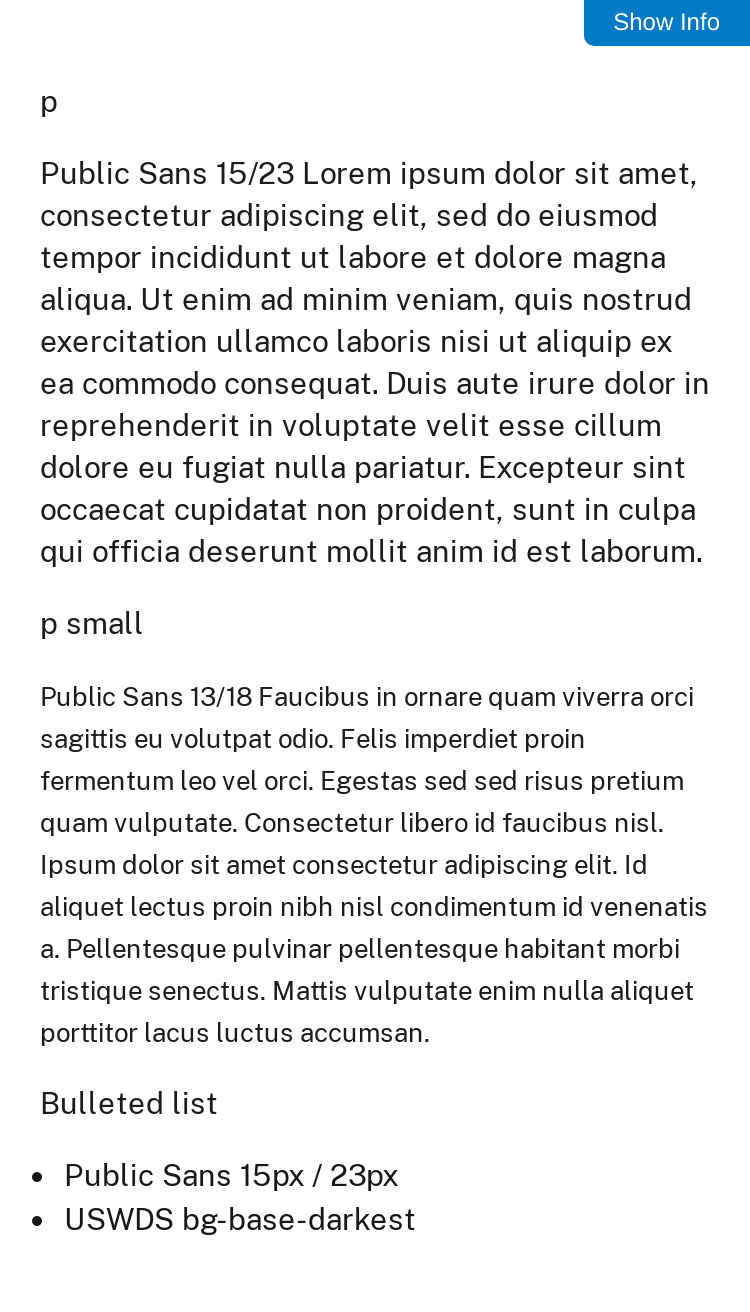 Show Info
p
Public Sans 15/23 Lorem ipsum dolor sit amet,
consectetur adipiscing elit, sed do eiusmod
tempor incididunt ut labore et dolore magna
aliqua. Ut enim ad minim veniam, quis nostrud
exercitation ullamco laboris nisi ut aliquip ex
ea commodo consequat. Duis aute irure dolor in
reprehenderit in voluptate velit esse cillum
dolore eu fugiat nulla pariatur. Excepteur sint
occaecat cupidatat non proident, sunt in culpa
qui officia deserunt mollit anim id est laborum.
p small
Public Sans 13/18 Faucibus in ornare quam viverra orci
sagittis eu volutpat odio. Felis imperdiet proin
fermentum leo vel orci. Egestas sed sed risus pretium
quam vulputate. Consectetur libero id faucibus nisl.
Ipsum dolor sit amet consectetur adipiscing elit. Id
aliquet lectus proin nibh nisl condimentum id venenatis
a. Pellentesque pulvinar pellentesque habitant morbi
tristique senectus. Mattis vulputate enim nulla aliquet
porttitor lacus luctus accumsan.
Bulleted list
• Public Sans 15px / 23px
• USWDS bg-base-darkest